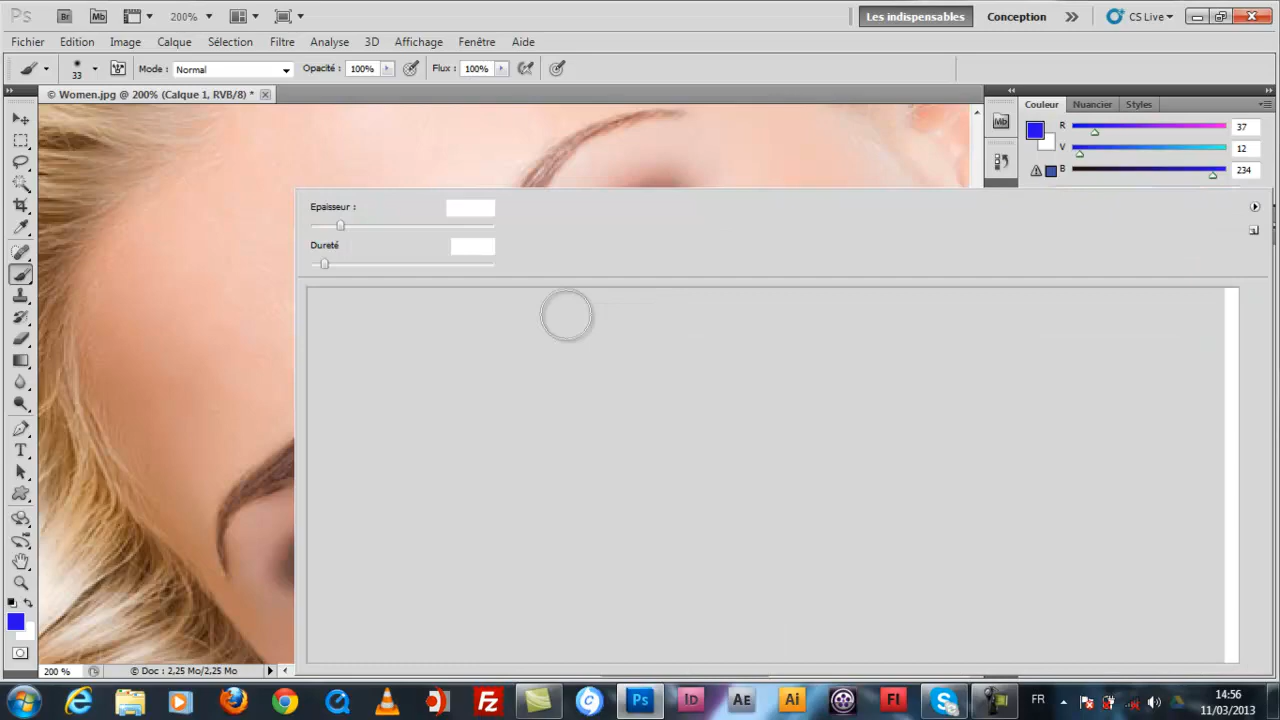 Ps Br Mb 200% Les indispensables Conception CS Live
Fichier Edition Image Calque Sélection Filtre Analyse 3D Affichage Fenêtre Aide
33 Mode : Normal Opacité : 100% Flux : 100%
© Women.jpg @ 200% (Calque 1, RVB/8) *
Couleur Nuancier Styles
Mb
R 37
V 12
B 234
Epaisseur :
Dureté
T
200 % Doc : 2,25 Mo/2,25 Mo
Fz Ps Id AE Ai Fl FR 14:56
11/03/2013